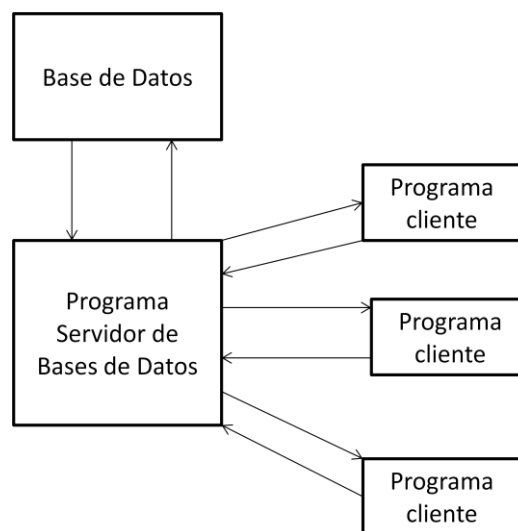 Base de Datos
Programa
cliente
Programa
Servidor de
Bases de Datos
Programa
cliente
Programa
cliente